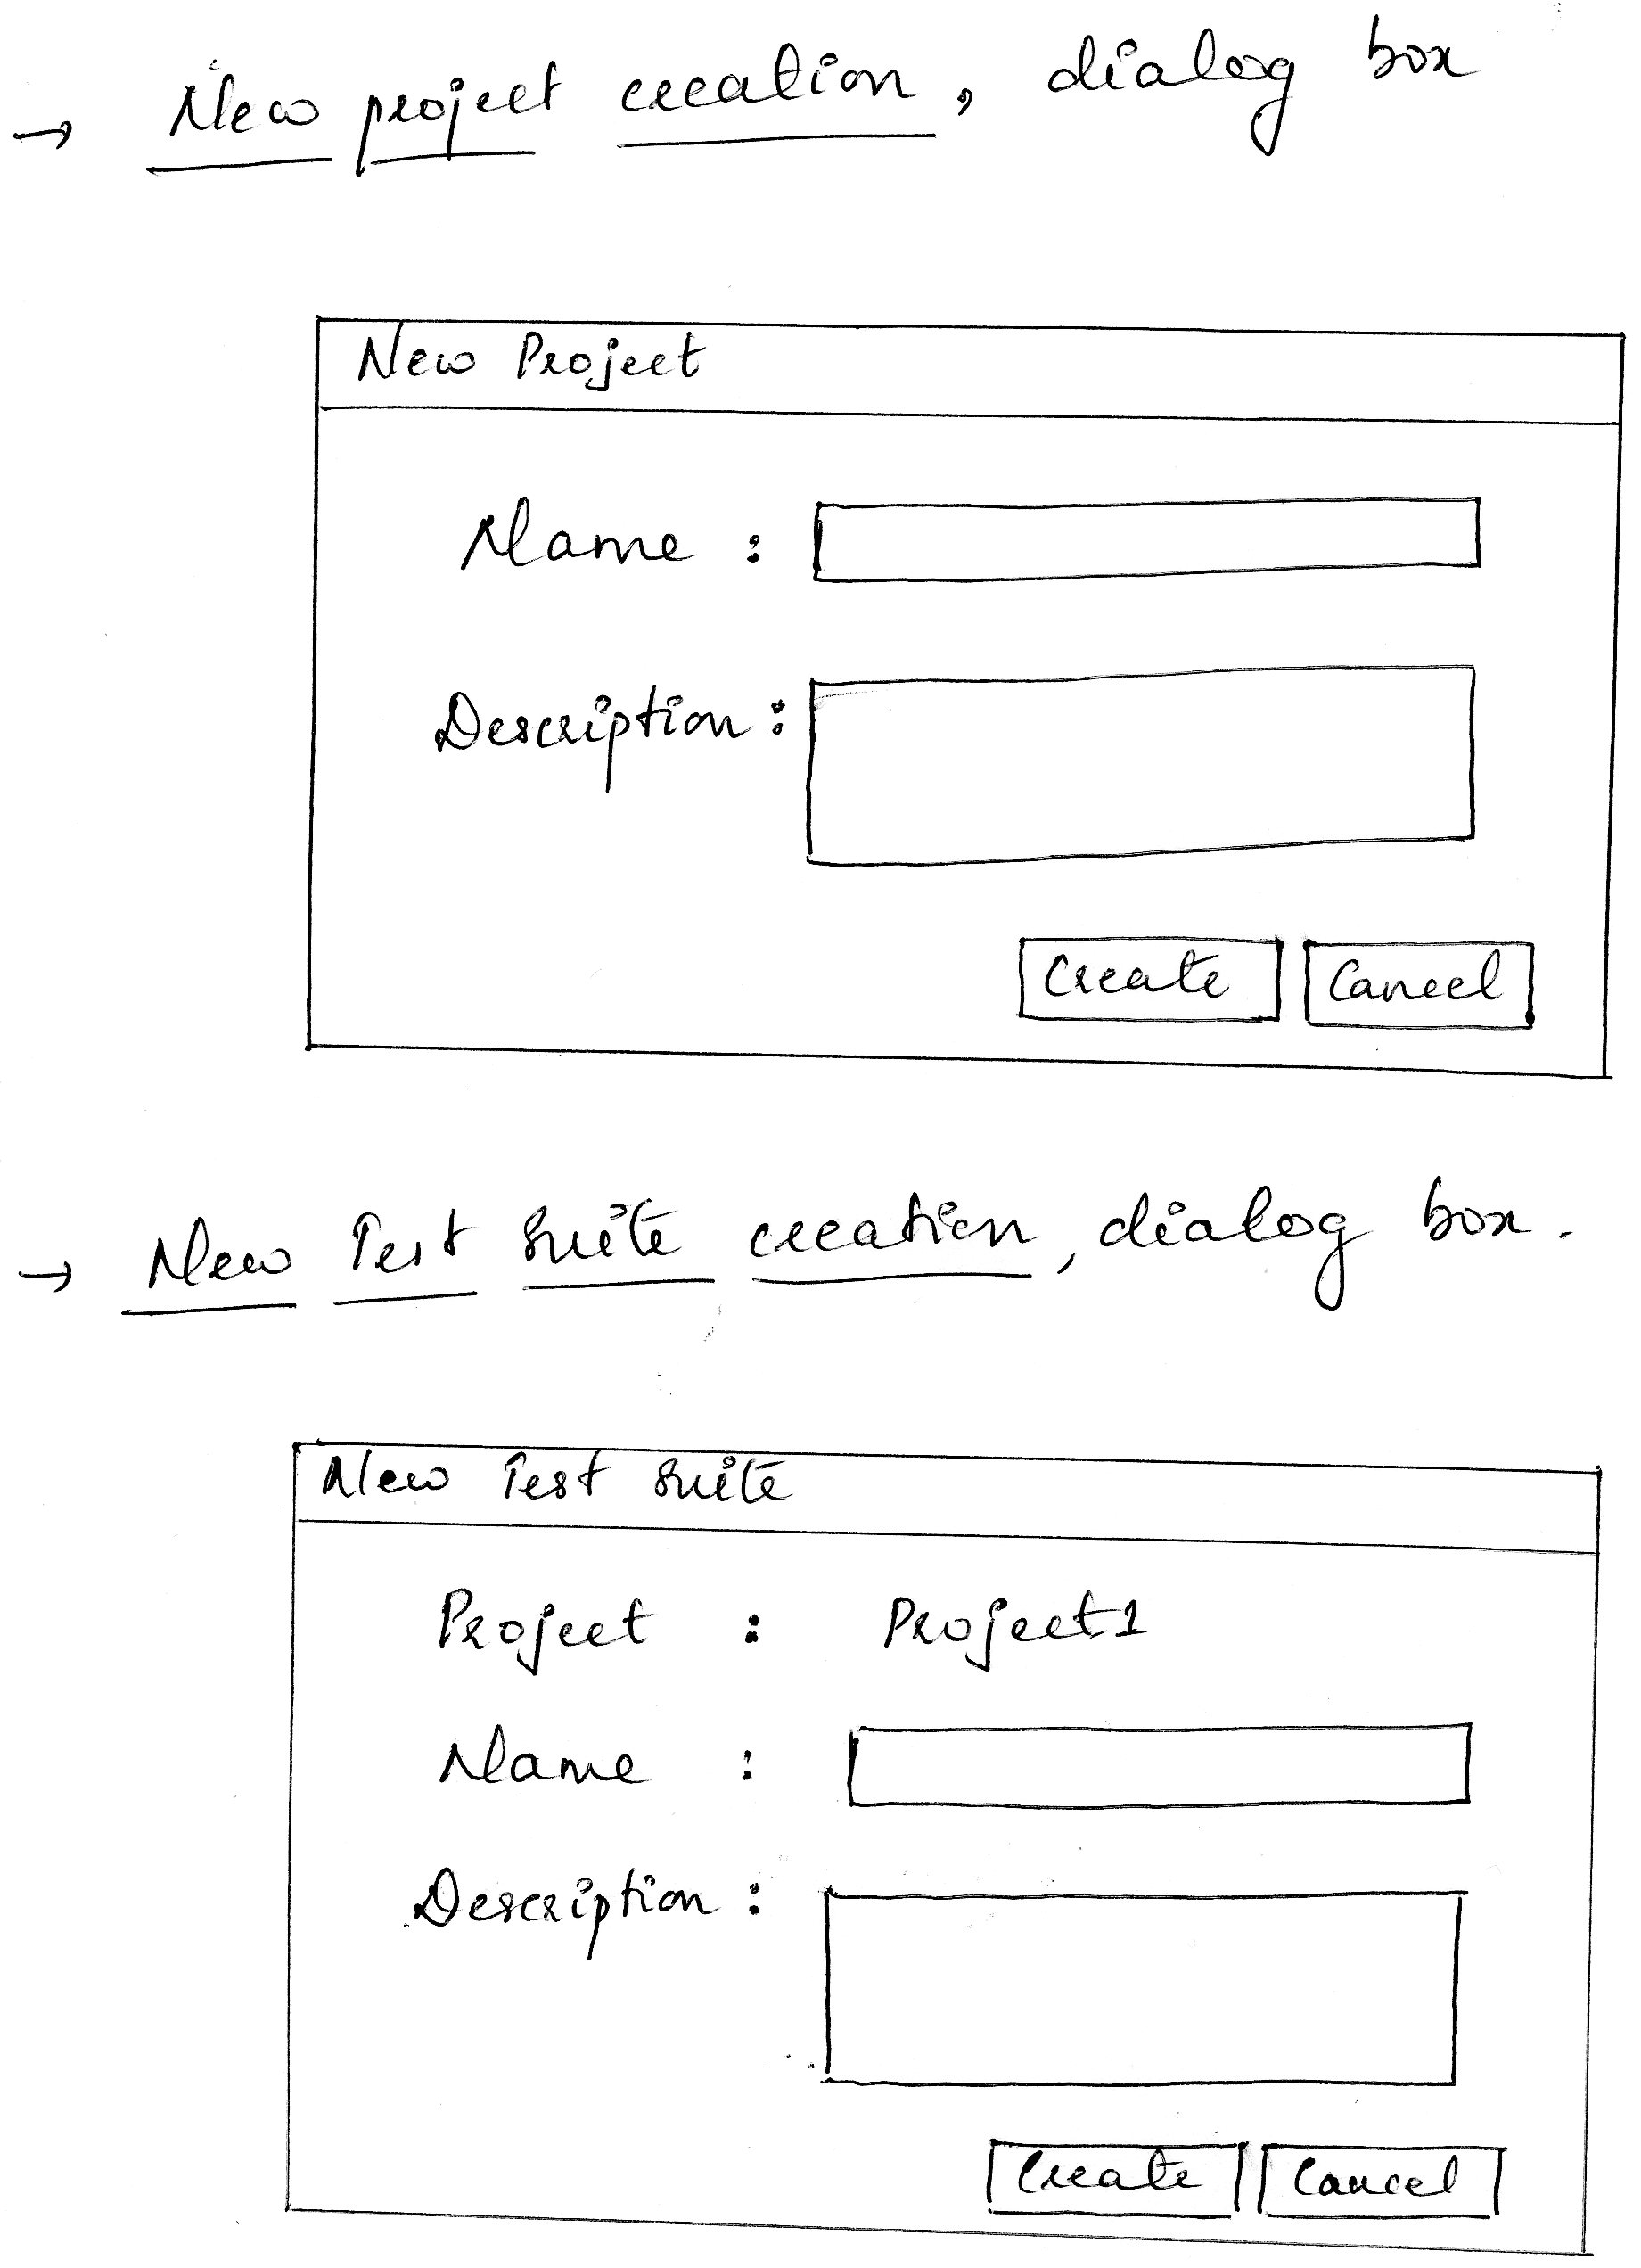 → New project creation, dialog box
New Project
Name :
Description :
Create Cancel
→ New Test Suite creation, dialog box.
New Test Suite
Project : Project1
Name :
Description :
Create Cancel